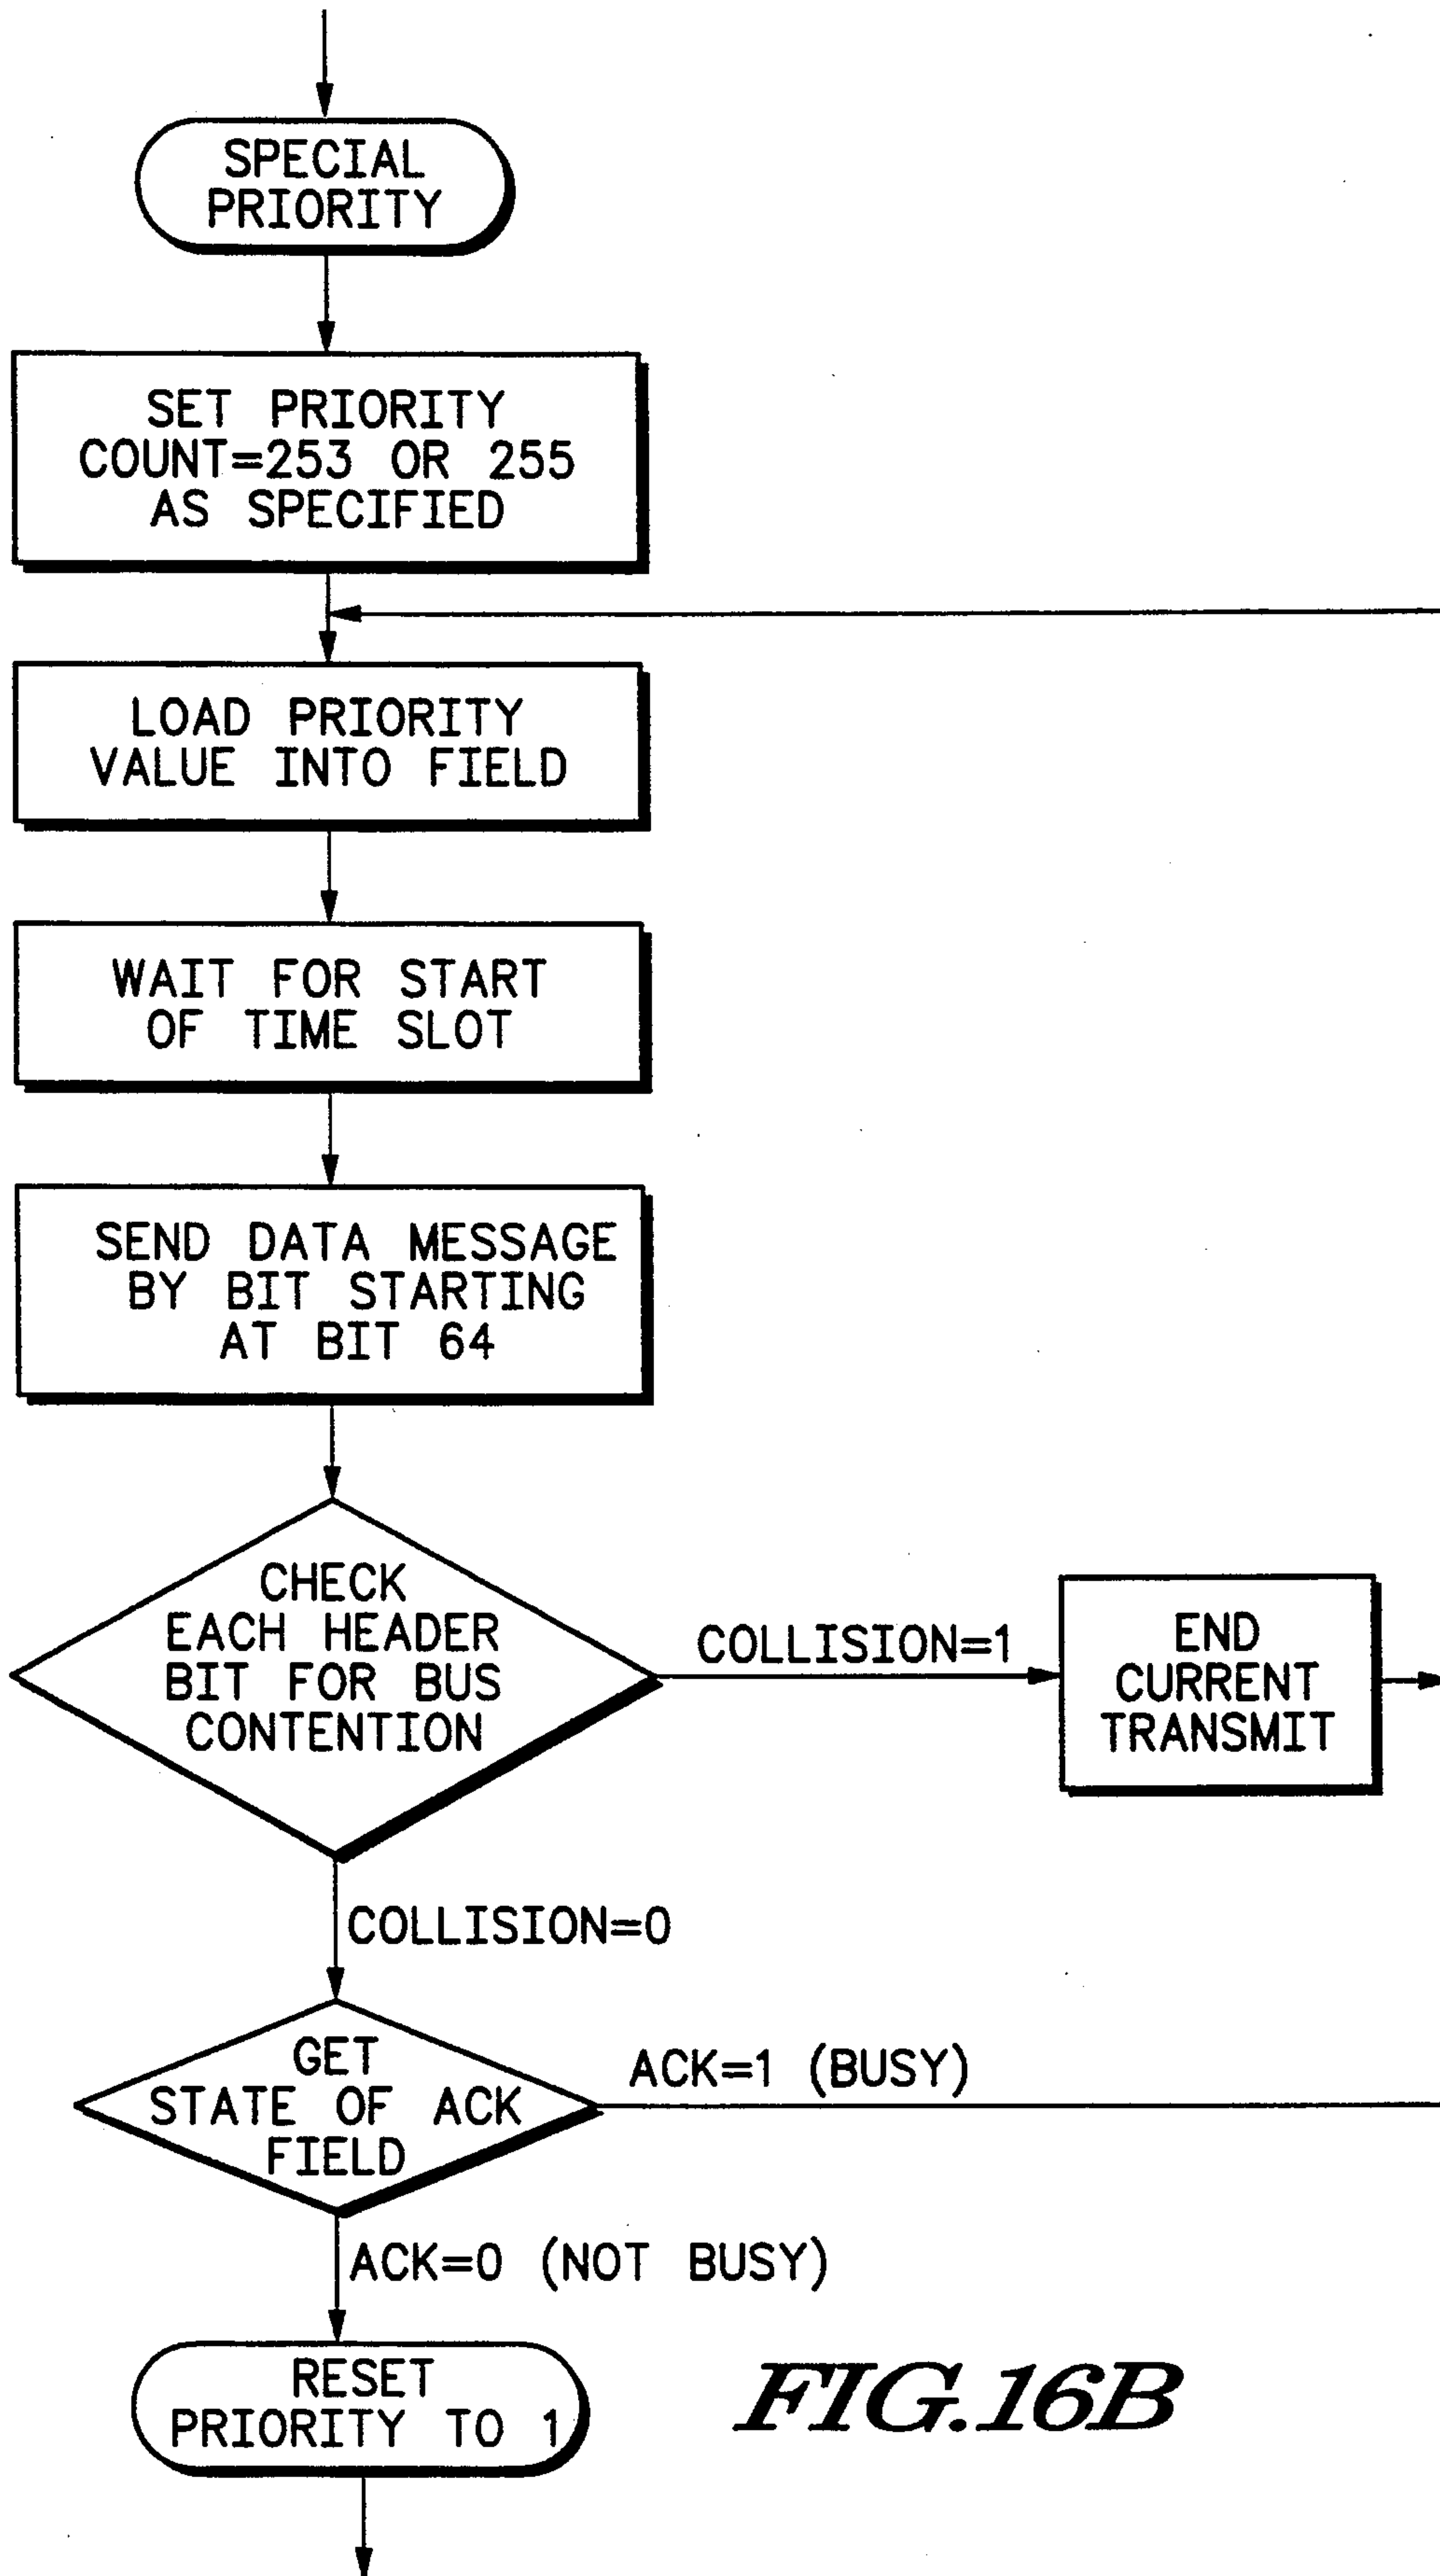 SPECIAL
PRIORITY
SET PRIORITY
COUNT=253 OR 255
AS SPECIFIED
LOAD PRIORITY
VALUE INTO FIELD
WAIT FOR START
OF TIME SLOT
SEND DATA MESSAGE
BY BIT STARTING
AT BIT 64
CHECK
EACH HEADER
BIT FOR BUS
CONTENTION
COLLISION=1
END
CURRENT
TRANSMIT
COLLISION=0
GET
STATE OF ACK
FIELD
ACK=1 (BUSY)
ACK=0 (NOT BUSY)
RESET
PRIORITY TO 1
FIG.16B